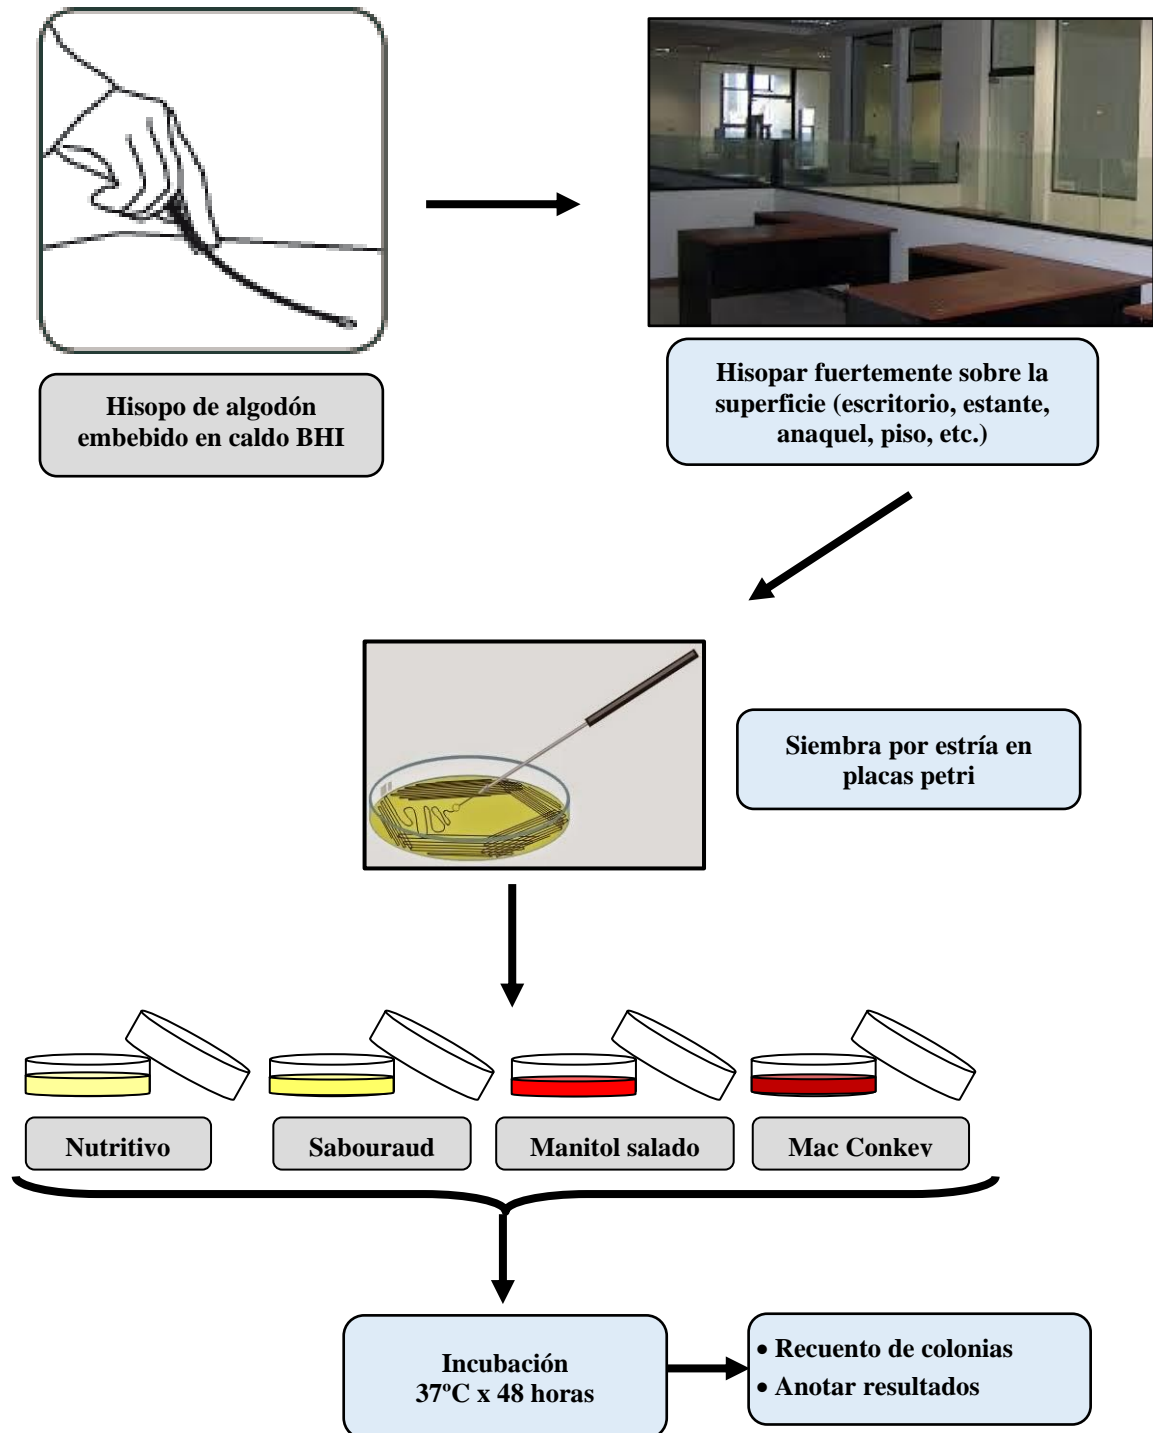 Hisopo de algodón
embebido en caldo BHI
Hisopar fuertemente sobre la
superficie (escritorio, estante,
anaquel, piso, etc.)
Siembra por estría en
placas petri
Nutritivo
Sabouraud
Manitol salado
Mac Conkev
Incubación
37ºC x 48 horas
• Recuento de colonias
• Anotar resultados